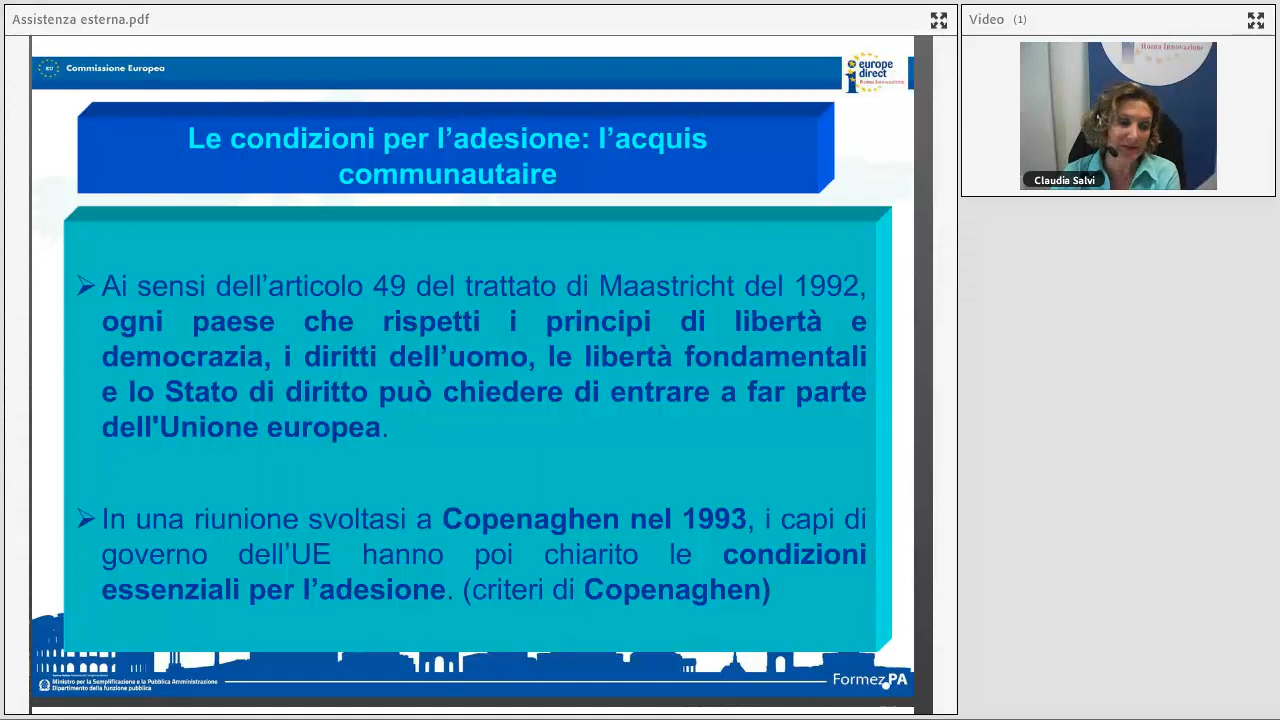 Assistenza esterna.pdf
Video (1)
Commissione Europea
europe
direct
Roma Innovazione
Roma Innovazione
Claudia Salvi
Le condizioni per l’adesione: l’acquis
communautaire
Ai sensi dell’articolo 49 del trattato di Maastricht del 1992,
ogni paese che rispetti i principi di libertà e
democrazia, i diritti dell’uomo, le libertà fondamentali
e lo Stato di diritto può chiedere di entrare a far parte
dell'Unione europea.
In una riunione svoltasi a Copenaghen nel 1993, i capi di
governo dell’UE hanno poi chiarito le condizioni
essenziali per l’adesione. (criteri di Copenaghen)
Ministro per la Semplificazione e la Pubblica Amministrazione
Dipartimento della funzione pubblica
FormezPA